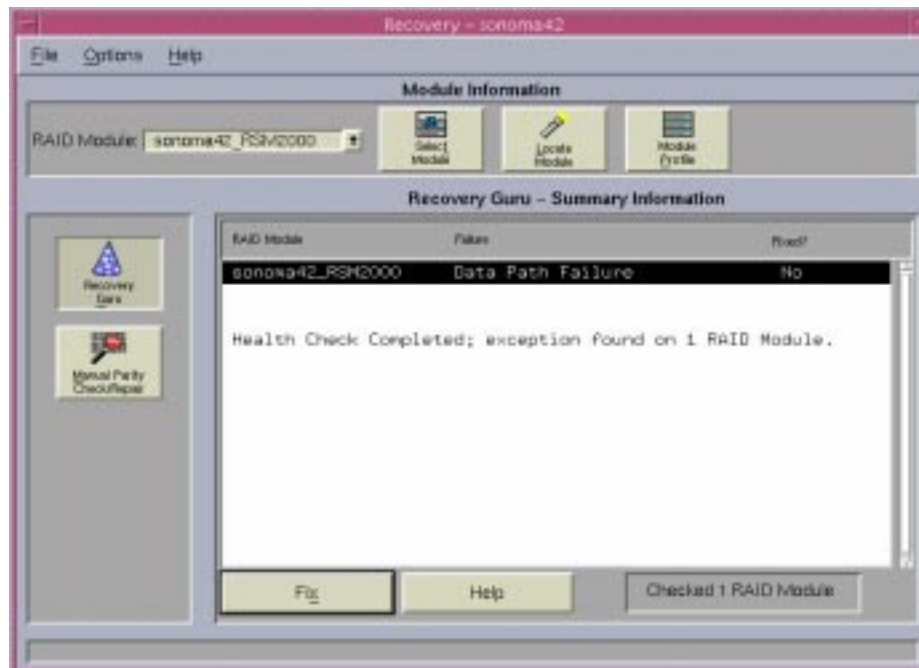 Recovery – sonoma42
File Options Help
Module Information
RAID Module: sonoma42_RSM2000
Select Module
Locate Module
Module Profile
Recovery Guru – Summary Information
RAID Module Failure Fixed?
sonoma42_RSM2000 Data Path Failure No
Recovery Guru
Health Check Completed; exception found on 1 RAID Module.
Manual Parity
Check/Repair
Fix Help Checked 1 RAID Module